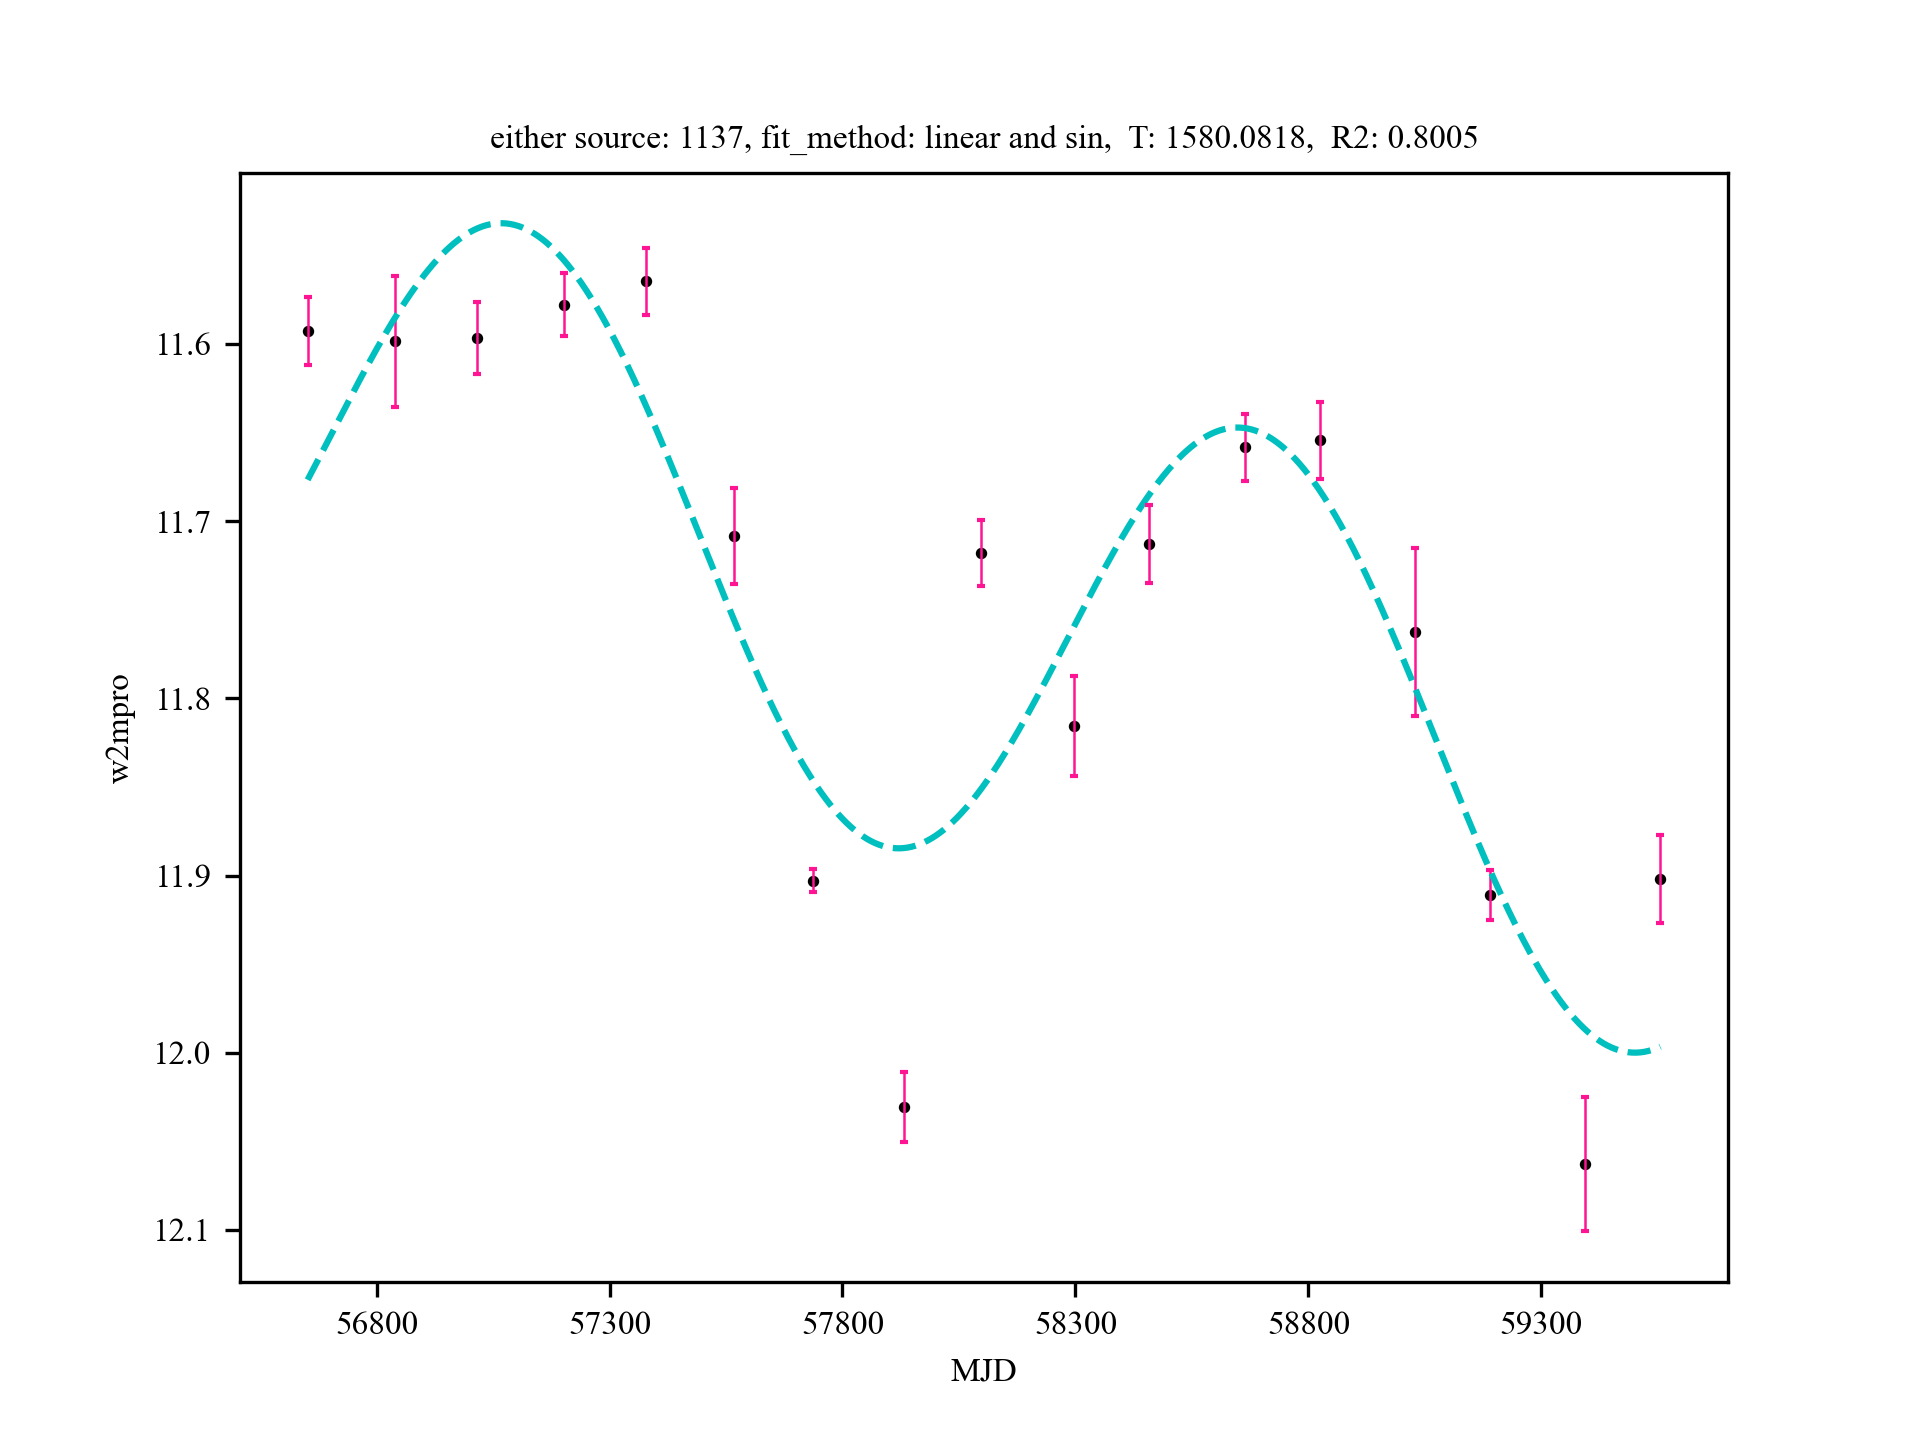 either source: 1137, fit_method: linear and sin,  T: 1580.0818,  R2: 0.8005
11.6
11.7
11.8
11.9
12.0
12.1
w2mpro
56800 57300 57800 58300 58800 59300
MJD